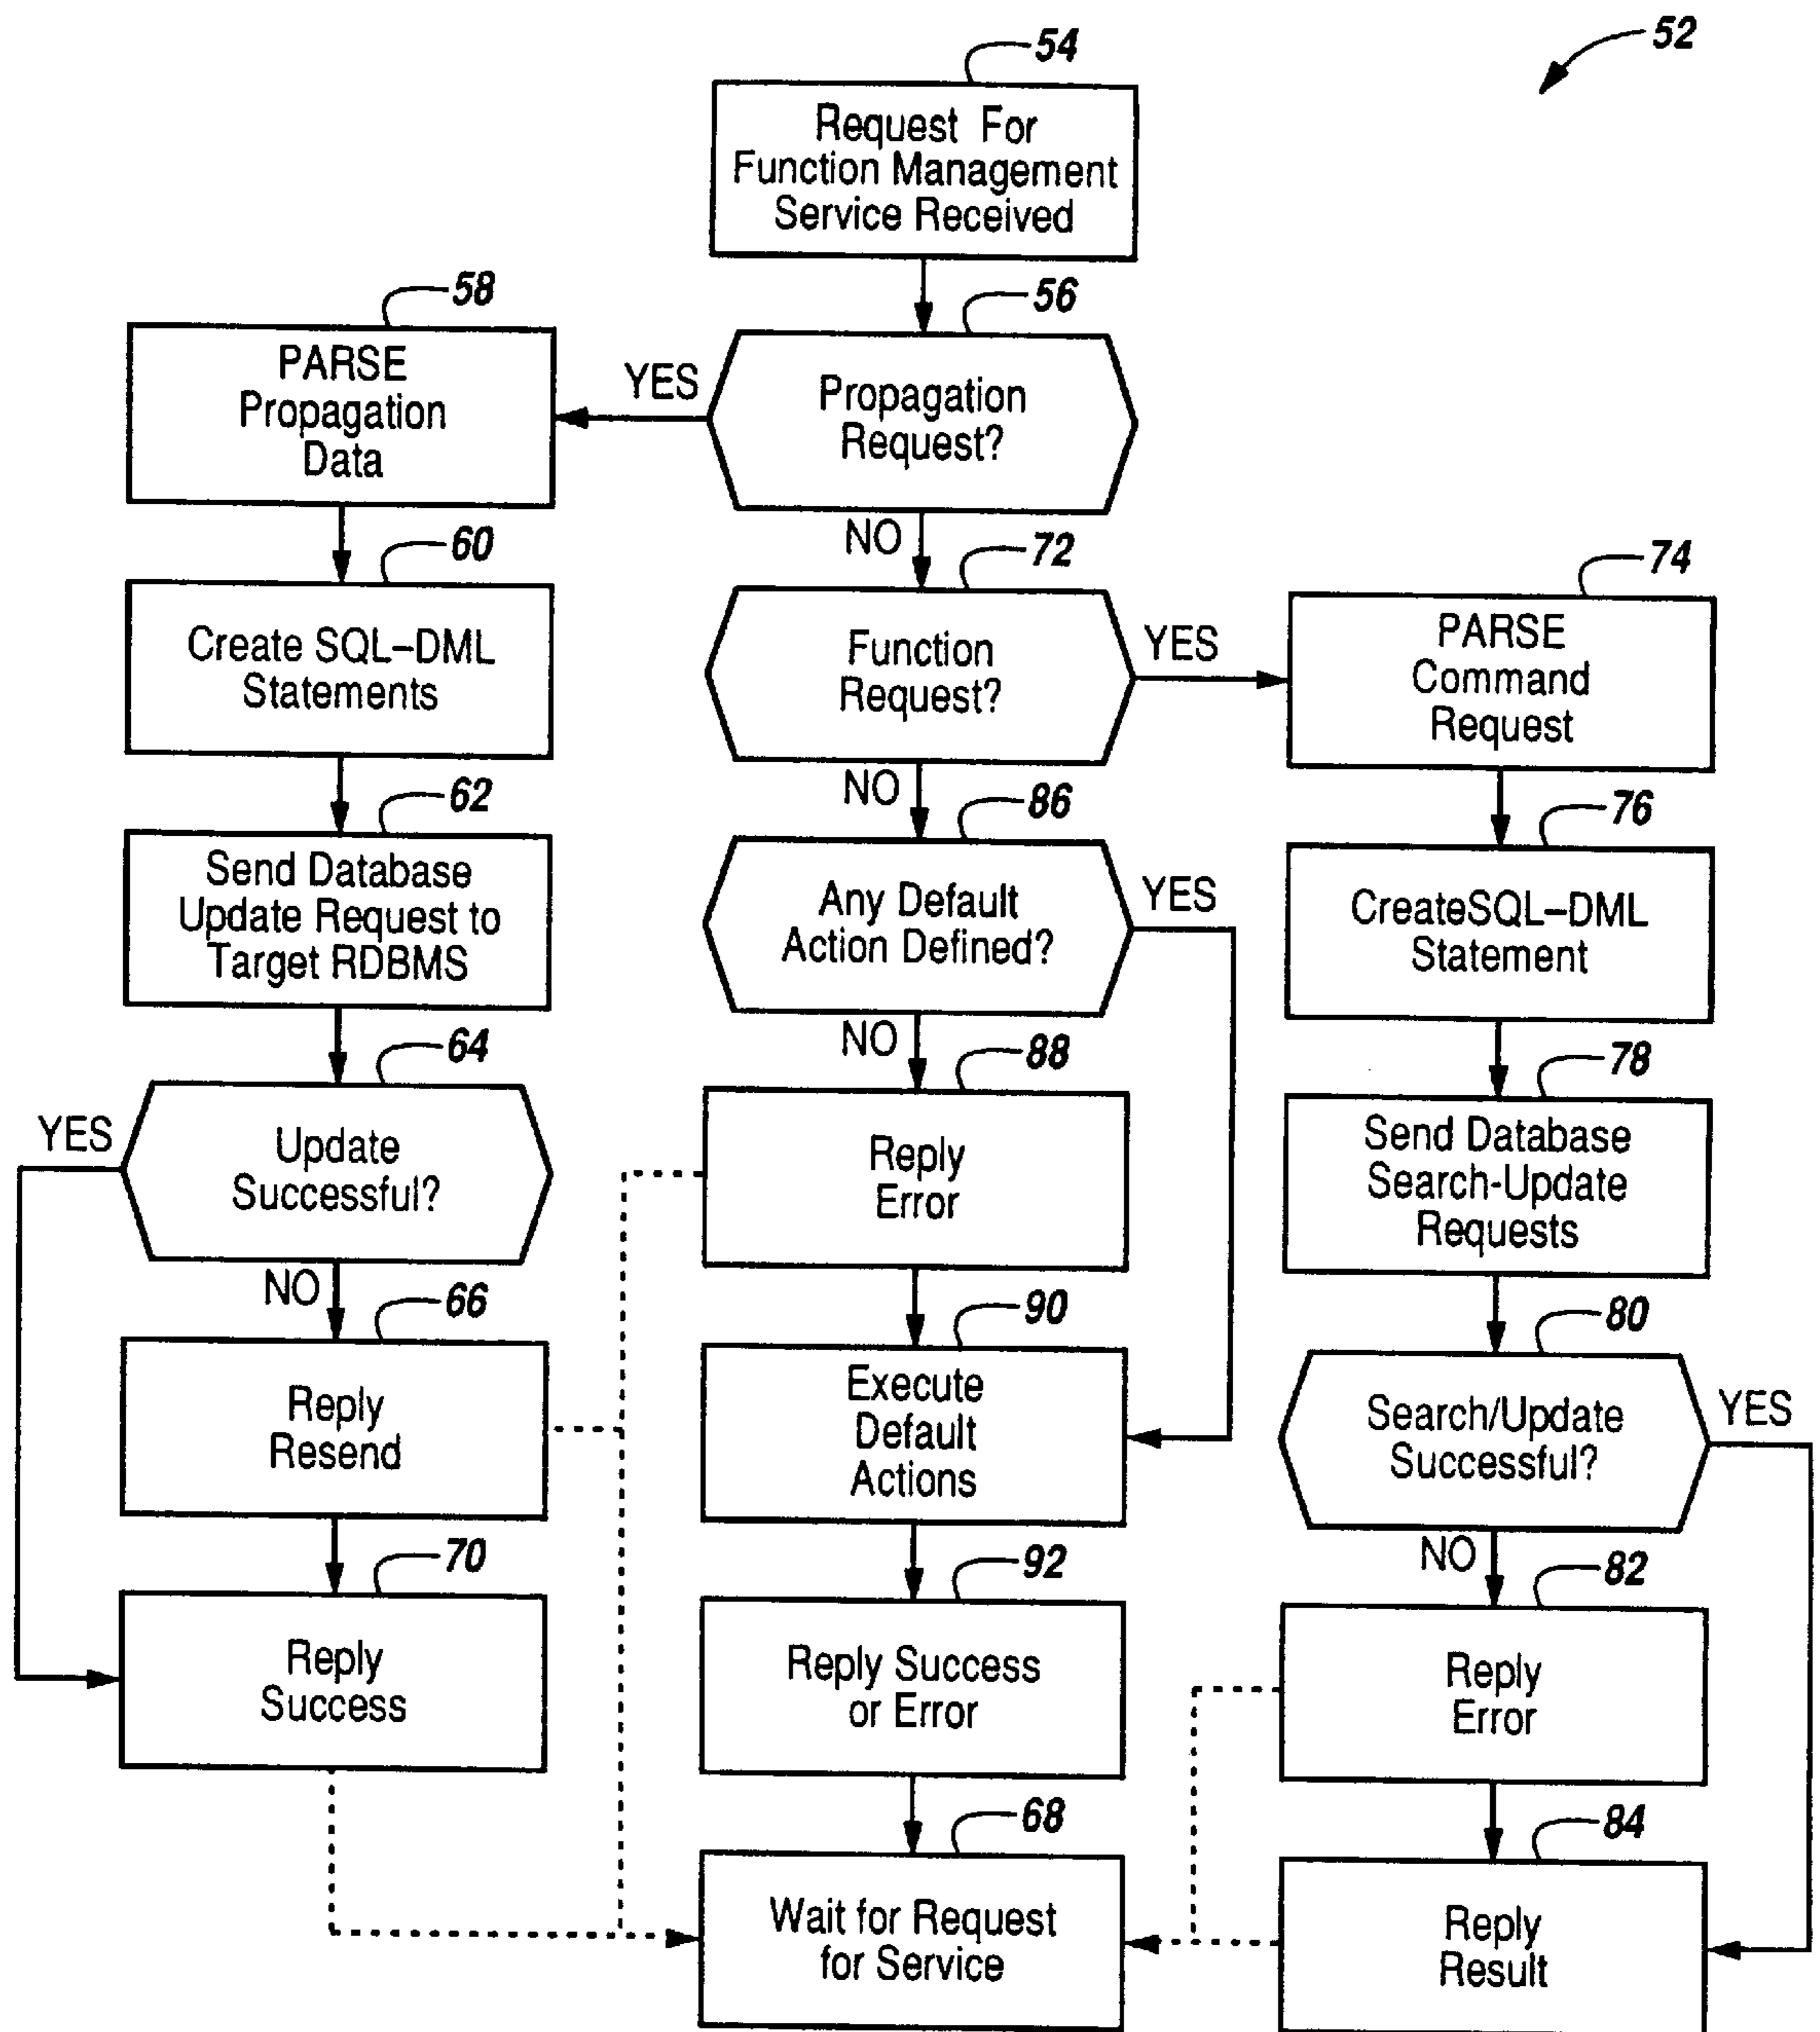 52
54
Request For
Function Management
Service Received
56
Propagation
Request?
YES
NO
58
PARSE
Propagation
Data
60
Create SQL–DML
Statements
62
Send Database
Update Request to
Target RDBMS
64
Update
Successful?
YES
NO
66
Reply
Resend
70
Reply
Success
72
Function
Request?
YES
NO
74
PARSE
Command
Request
76
CreateSQL–DML
Statement
78
Send Database
Search-Update
Requests
80
Search/Update
Successful?
YES
NO
82
Reply
Error
84
Reply
Result
86
Any Default
Action Defined?
YES
NO
88
Reply
Error
90
Execute
Default
Actions
92
Reply Success
or Error
68
Wait for Request
for Service